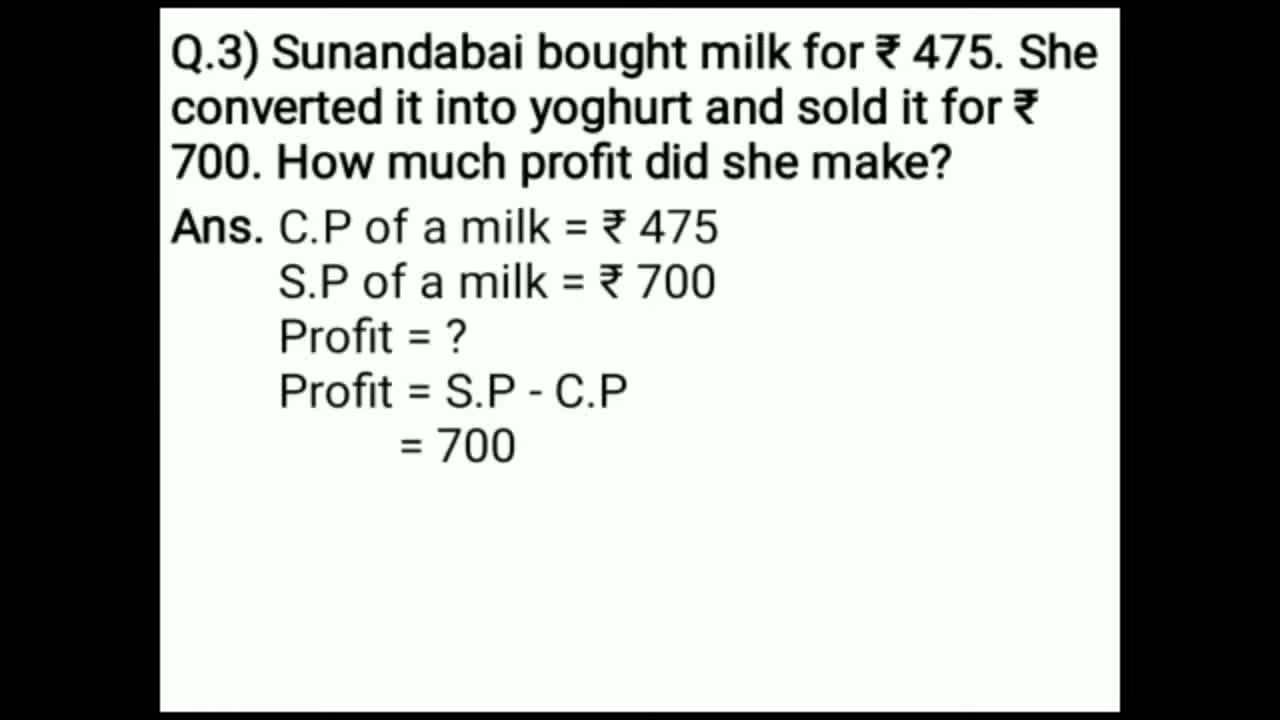 Q.3) Sunandabai bought milk for ₹ 475. She
converted it into yoghurt and sold it for ₹
700. How much profit did she make?
Ans. C.P of a milk = ₹ 475
S.P of a milk = ₹ 700
Profit = ?
Profit = S.P - C.P
= 700